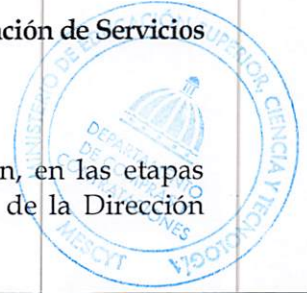 ación de Servicios
n, en las etapas
de la Dirección
MINISTERIO DE EDUCACIÓN SUPERIOR, CIENCIA Y TECNOLOGÍA
DEPARTAMENTO
DE COMPRAS Y
CONTRATACIONES
MESCYT